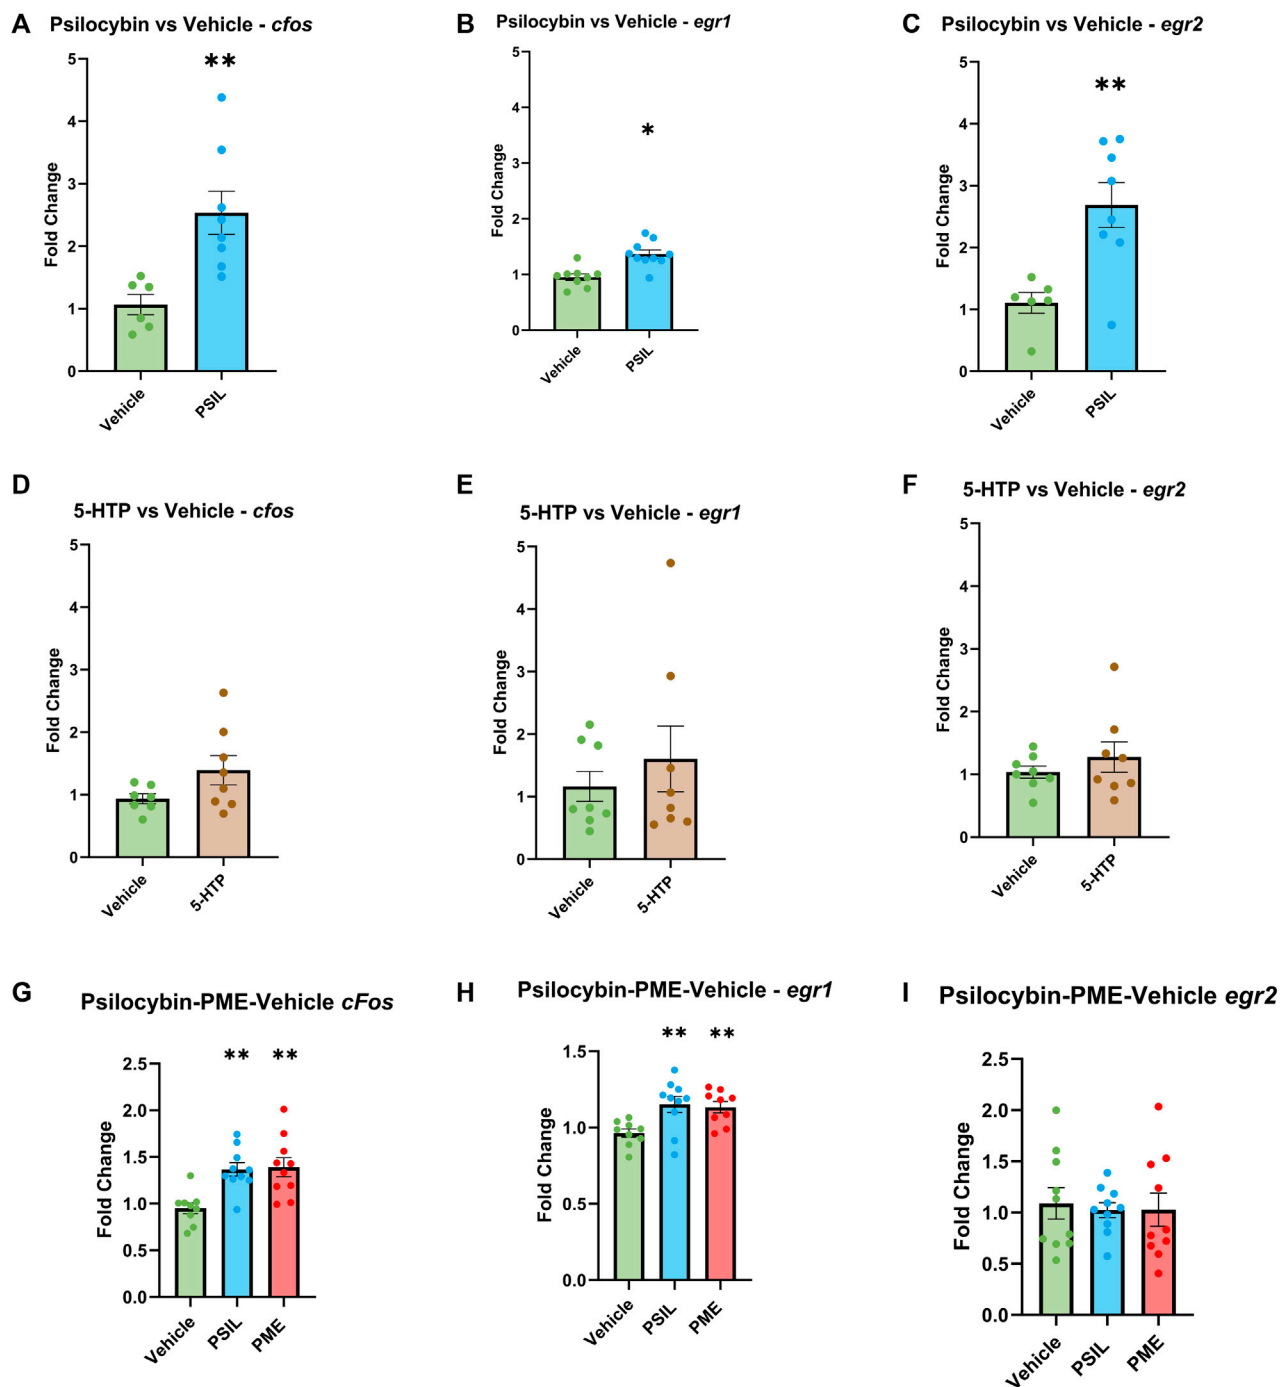 A Psilocybin vs Vehicle - cfos
**
5
4
3
2
1
0
Fold Change
Vehicle
PSIL
B Psilocybin vs Vehicle - egr1
*
5
4
3
2
1
0
Fold Change
Vehicle
PSIL
C Psilocybin vs Vehicle - egr2
**
5
4
3
2
1
0
Fold Change
Vehicle
PSIL
D
5-HTP vs Vehicle - cfos
5
4
3
2
1
0
Fold Change
Vehicle
5-HTP
E
5-HTP vs Vehicle - egr1
5
4
3
2
1
0
Fold Change
Vehicle
5-HTP
F
5-HTP vs Vehicle - egr2
5
4
3
2
1
0
Fold Change
Vehicle
5-HTP
G Psilocybin-PME-Vehicle cFos
** **
2.5
2.0
1.5
1.0
0.5
0.0
Fold Change
Vehicle
PSIL
PME
H Psilocybin-PME-Vehicle - egr1
** **
1.5
1.0
0.5
0.0
Fold Change
Vehicle
PSIL
PME
I Psilocybin-PME-Vehicle egr2
2.5
2.0
1.5
1.0
0.5
0.0
Fold Change
Vehicle
PSIL
PME